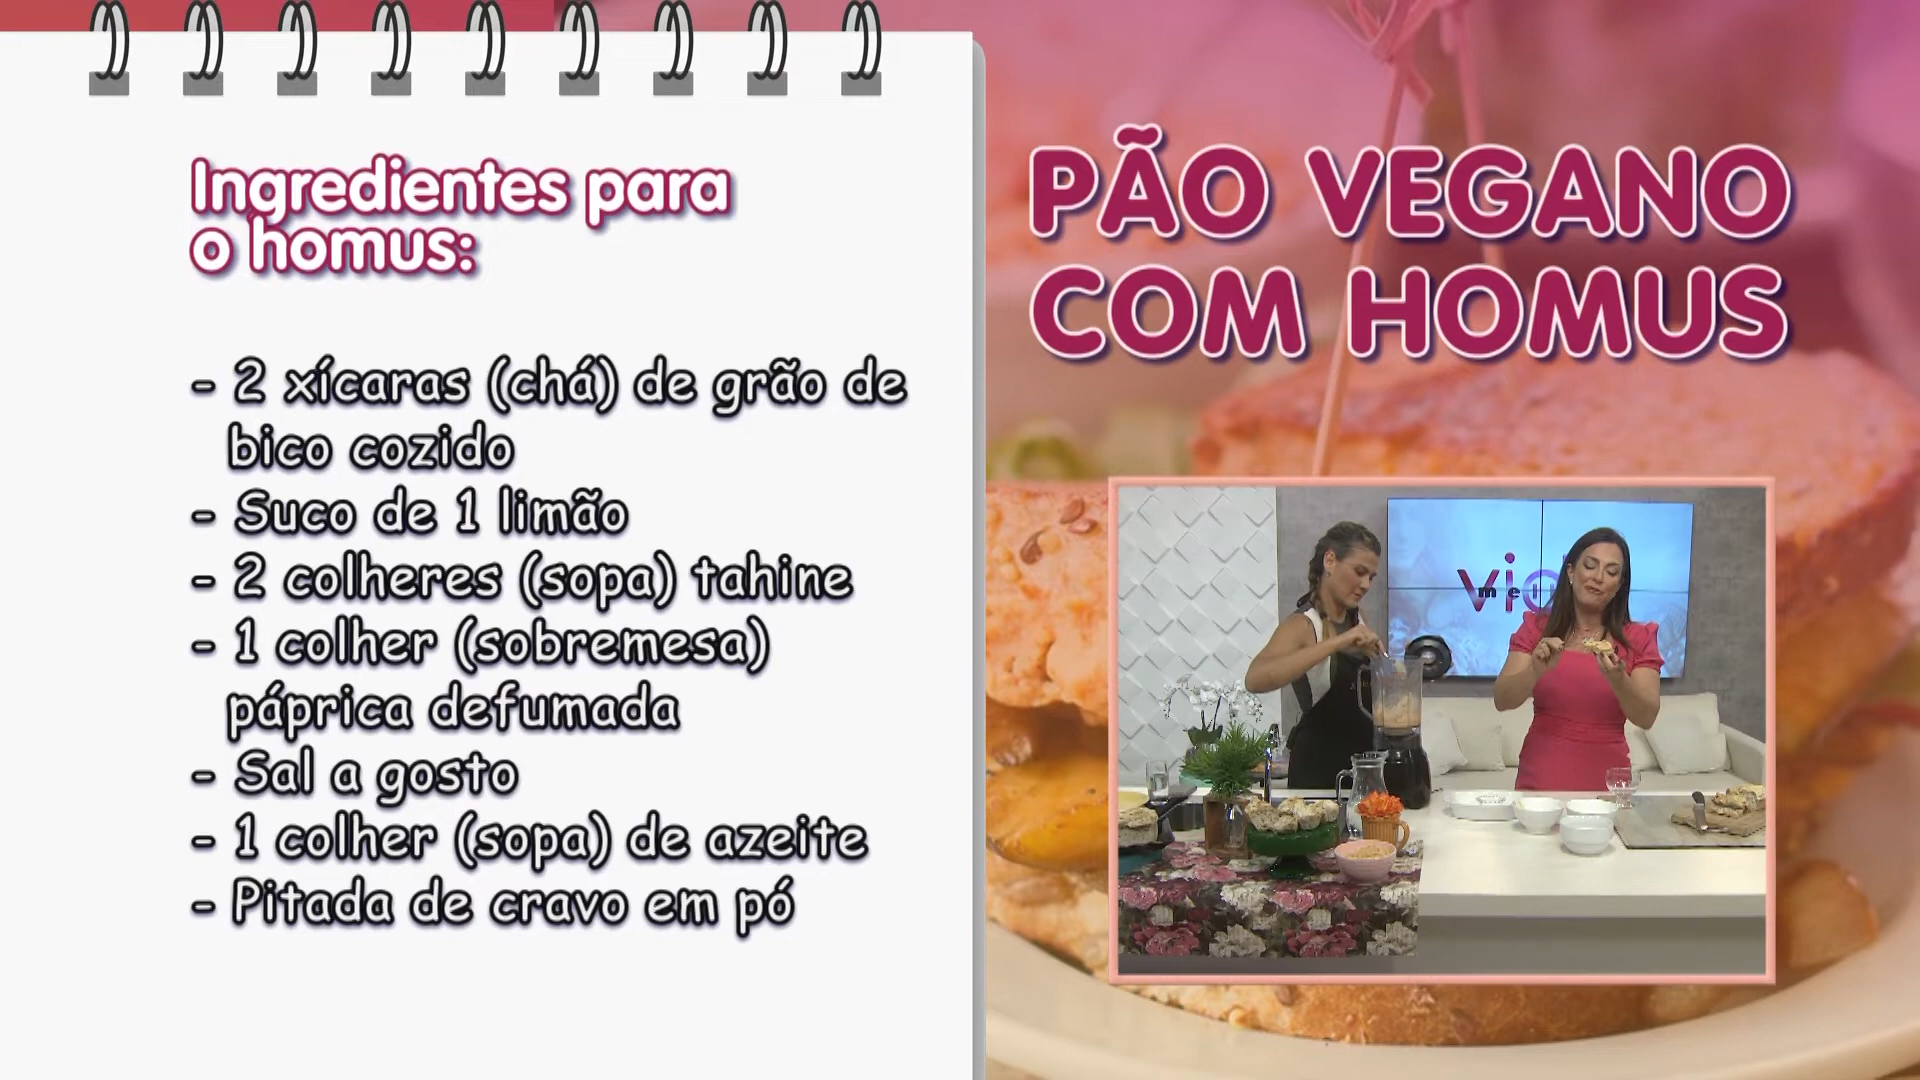 Ingredientes para
o homus:
- 2 xícaras (chá) de grão de
bico cozido
- Suco de 1 limão
- 2 colheres (sopa) tahine
- 1 colher (sobremesa)
páprica defumada
- Sal a gosto
- 1 colher (sopa) de azeite
- Pitada de cravo em pó
PÃO VEGANO
COM HOMUS